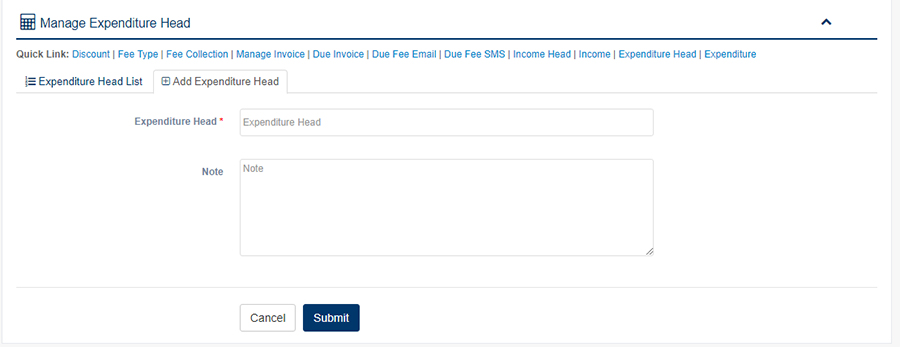 Manage Expenditure Head
Quick Link: Discount | Fee Type | Fee Collection | Manage Invoice | Due Invoice | Due Fee Email | Due Fee SMS | Income Head | Income | Expenditure Head | Expenditure
Expenditure Head List Add Expenditure Head
Expenditure Head * Expenditure Head
Note Note
Cancel Submit